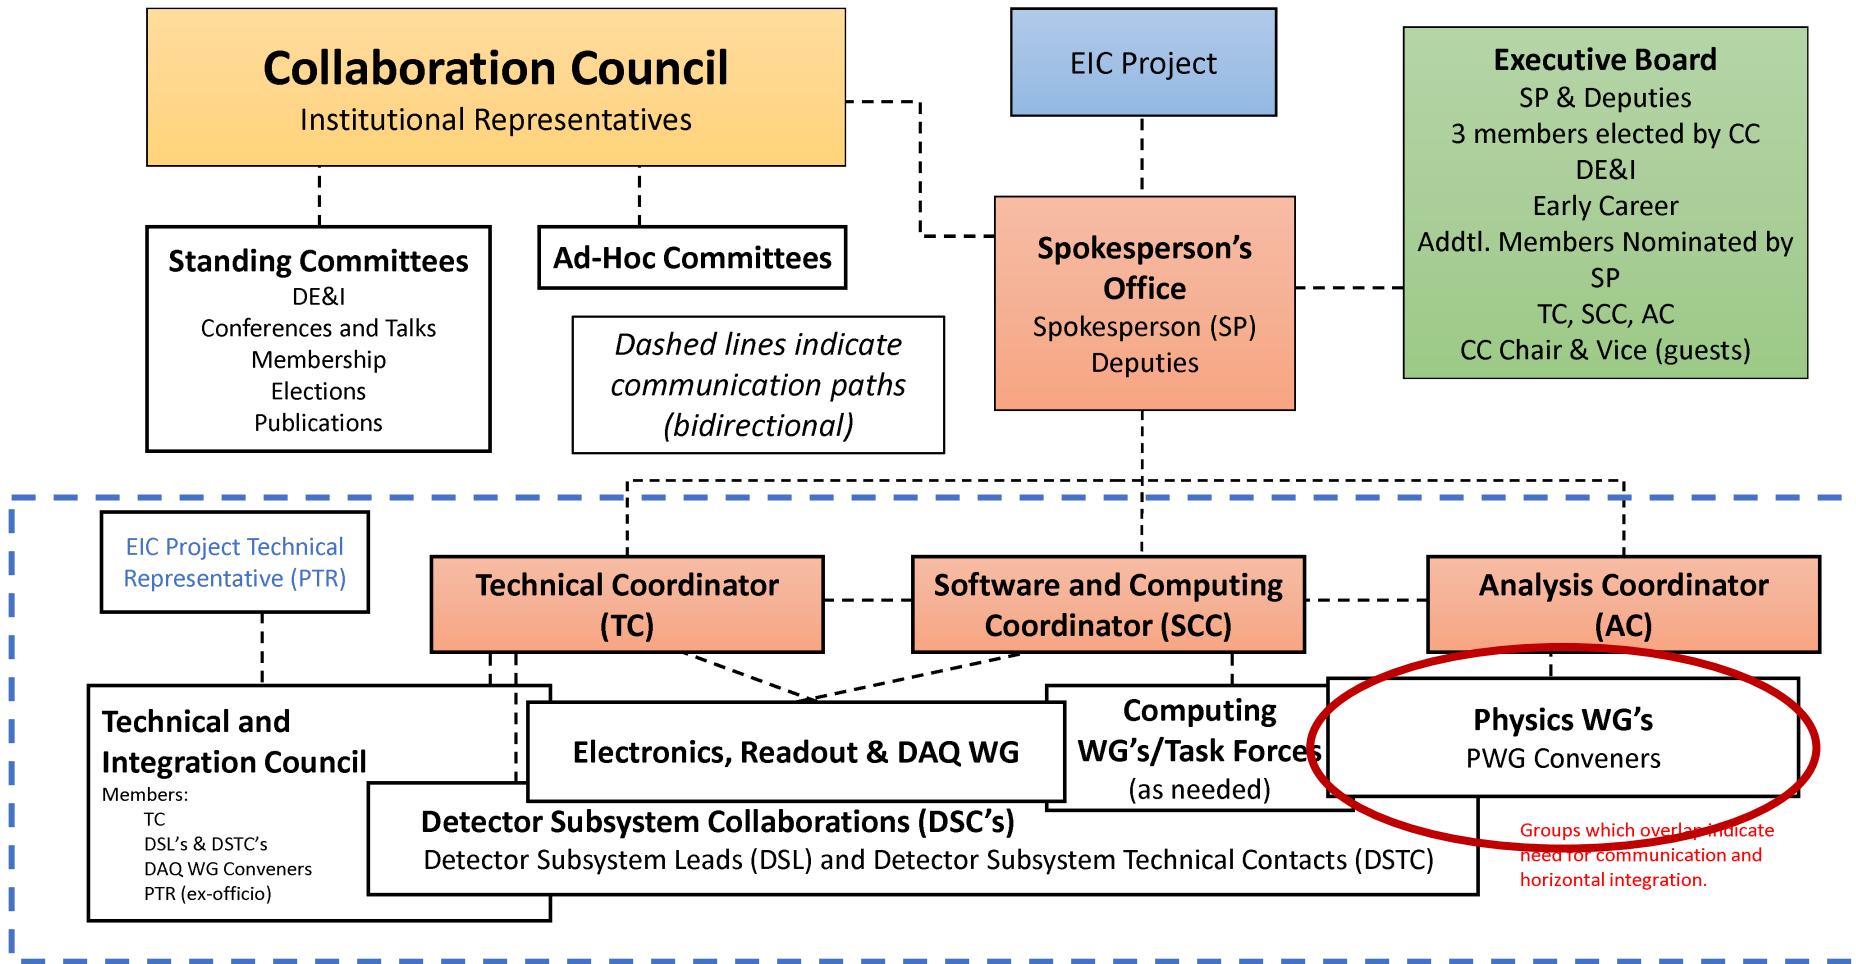 Collaboration Council
Institutional Representatives
EIC Project
Executive Board
SP & Deputies
3 members elected by CC
DE&I
Early Career
Addtl. Members Nominated by
SP
TC, SCC, AC
CC Chair & Vice (guests)
Standing Committees
DE&I
Conferences and Talks
Membership
Elections
Publications
Ad-Hoc Committees
Dashed lines indicate
communication paths
(bidirectional)
Spokesperson’s
Office
Spokesperson (SP)
Deputies
EIC Project Technical
Representative (PTR)
Technical Coordinator
(TC)
Software and Computing
Coordinator (SCC)
Analysis Coordinator
(AC)
Technical and
Integration Council
Members:
TC
DSL’s & DSTC’s
DAQ WG Conveners
PTR (ex-officio)
Electronics, Readout & DAQ WG
Computing
WG’s/Task Forces
(as needed)
Physics WG’s
PWG Conveners
Detector Subsystem Collaborations (DSC’s)
Detector Subsystem Leads (DSL) and Detector Subsystem Technical Contacts (DSTC)
Groups which overlap indicate
need for communication and
horizontal integration.